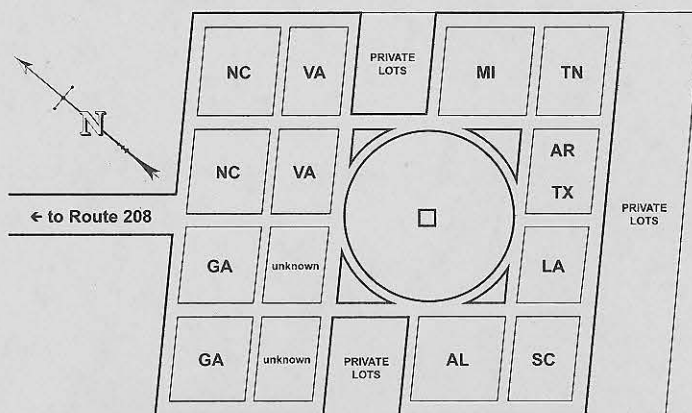 NC
VA
PRIVATE
LOTS
MI
TN
N
NC
VA
AR
TX
← to Route 208
PRIVATE
LOTS
GA
unknown
LA
GA
unknown
PRIVATE
LOTS
AL
SC